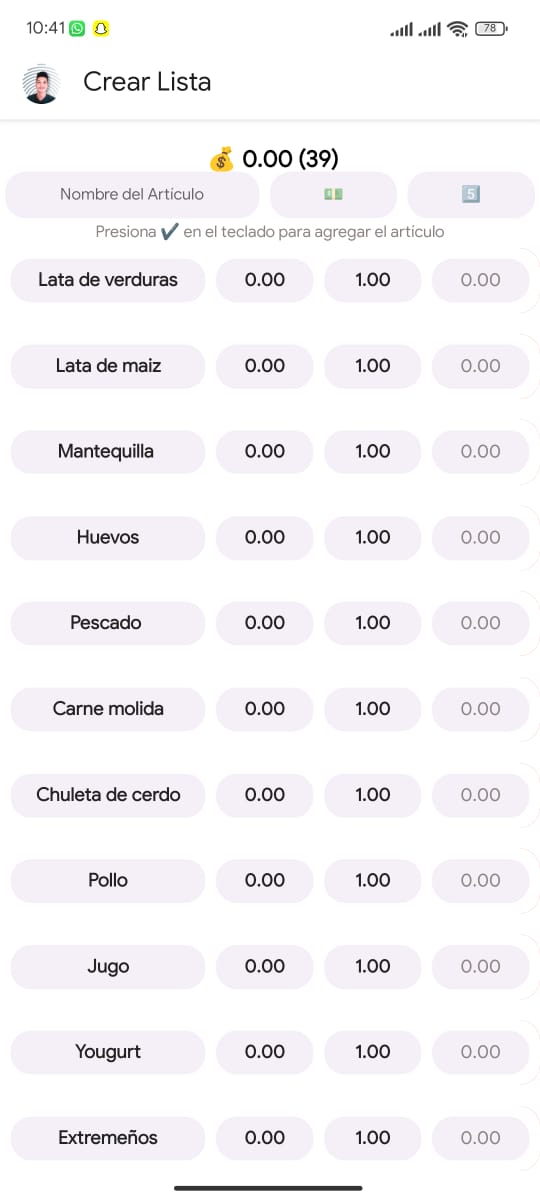 10:41 78
Crear Lista
💰 0.00 (39)
Nombre del Artículo 💵 5️⃣
Presiona ✔️ en el teclado para agregar el artículo
Lata de verduras 0.00 1.00 0.00
Lata de maiz 0.00 1.00 0.00
Mantequilla 0.00 1.00 0.00
Huevos 0.00 1.00 0.00
Pescado 0.00 1.00 0.00
Carne molida 0.00 1.00 0.00
Chuleta de cerdo 0.00 1.00 0.00
Pollo 0.00 1.00 0.00
Jugo 0.00 1.00 0.00
Yougurt 0.00 1.00 0.00
Extremeños 0.00 1.00 0.00